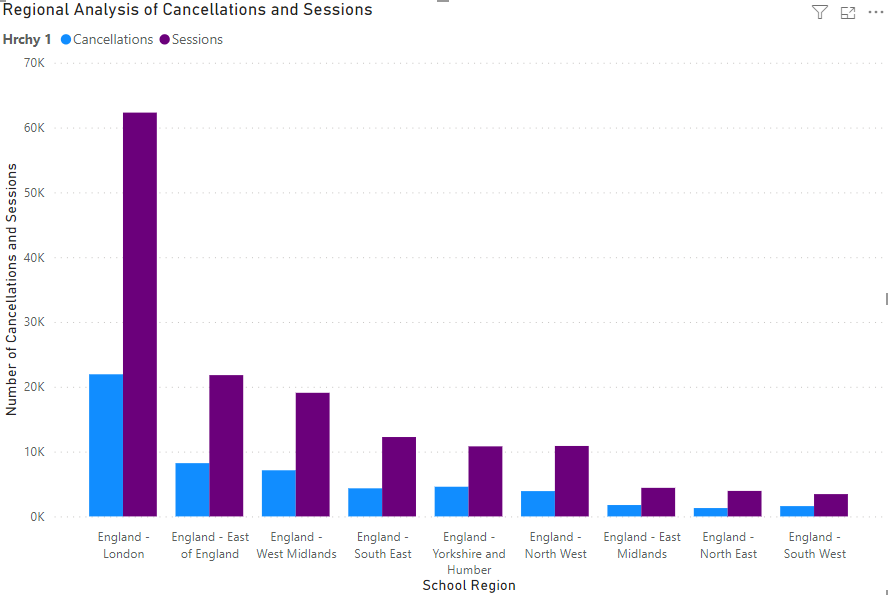 Regional Analysis of Cancellations and Sessions
Hrchy 1 Cancellations Sessions
Number of Cancellations and Sessions
70K
60K
50K
40K
30K
20K
10K
0K
England -
London
England - East
of England
England -
West Midlands
England -
South East
England -
Yorkshire and
Humber
England -
North West
England - East
Midlands
England -
North East
England -
South West
School Region